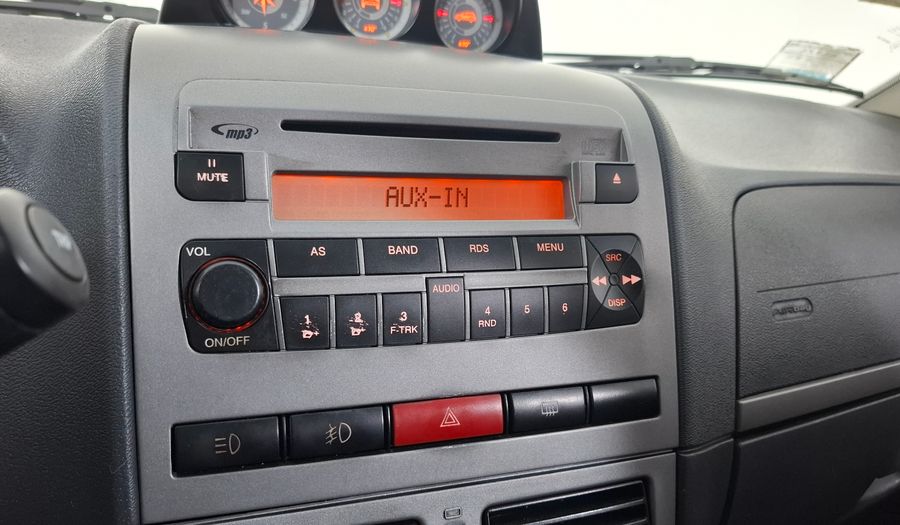 mp3
MUTE
AUX-IN
VOL
AS
BAND
RDS
MENU
SRC
DISP
AUDIO
1
2
3
F-TRK
4
RND
5
6
ON/OFF
TRIP
AIRBAG